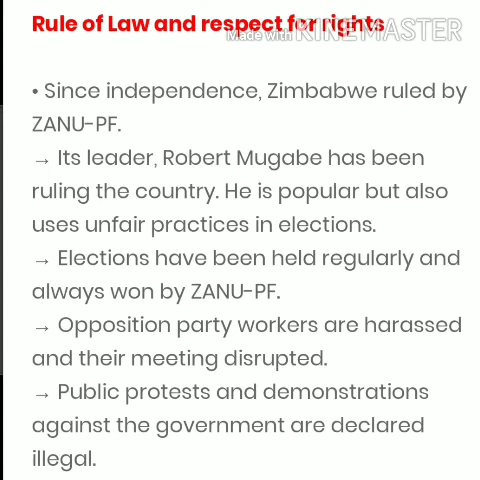 Rule of Law and respect for rights
Made with KINEMASTER
• Since independence, Zimbabwe ruled by
ZANU-PF.
→ Its leader, Robert Mugabe has been
ruling the country. He is popular but also
uses unfair practices in elections.
→ Elections have been held regularly and
always won by ZANU-PF.
→ Opposition party workers are harassed
and their meeting disrupted.
→ Public protests and demonstrations
against the government are declared
illegal.